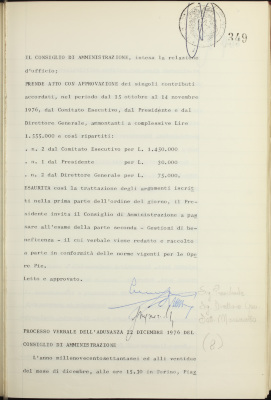 349
IL CONSIGLIO DI AMMINISTRAZIONE, intesa la relazione
d'ufficio;
PRENDE ATTO CON APPROVAZIONE dei singoli contributi
accordati, nel periodo dal 15 ottobre al 14 novembre
1976, dal Comitato Esecutivo, dal Presidente e dal
Direttore Generale, ammontanti a complessive Lire
1.555.000 e così ripartiti:
. n. 2 dal Comitato Esecutivo per L. 1.450.000
. n. 1 dal Presidente per L. 30.000
. n. 2 dal Direttore Generale per L. 75.000.
ESAURITA così la trattazione degli argomenti iscrit
ti nella prima parte dell'ordine del giorno, il Pre
sidente invita il Consiglio di Amministrazione a pas
sare all'esame della parte seconda - Gestioni di be-
neficenza - il cui verbale viene redatto e raccolto
a parte in conformità delle norme vigenti per le Ope
re Pie.
Letto e approvato.
(8)
PROCESSO VERBALE DELL'ADUNANZA 22 DICEMBRE 1976 DEL
CONSIGLIO DI AMMINISTRAZIONE
L'anno millenovecentosettantasei ed alli ventidue
del mese di dicembre, alle ore 15.30 in Torino, Piaz